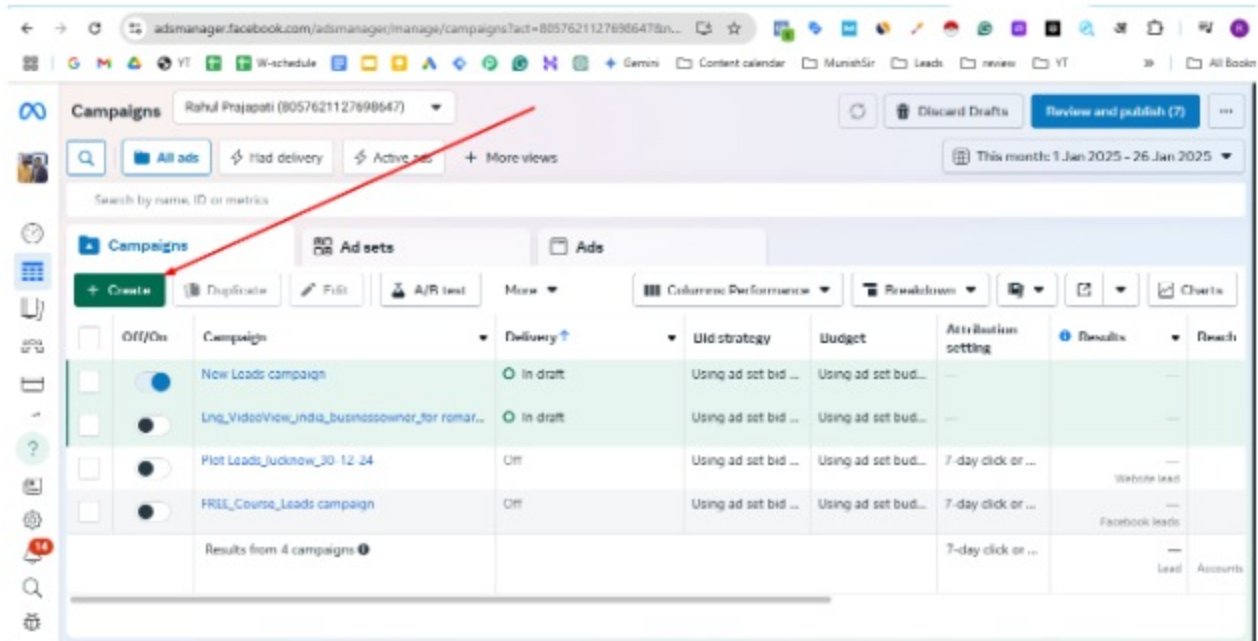 adsmanager.facebook.com/adsmanager/manage/campaigns?act=8057621127698647&n...
W-schedule Gemini Content calender MunishSir Leads review YT All Bookm
Campaigns Rahul Prajapati (8057621127698647) Discard Drafts Review and publish (7) ...
All ads Had delivery Active ads + More views This month: 1 Jan 2025 – 26 Jan 2025
Search by name, ID or metrics
Campaigns Ad sets Ads
+ Create Duplicate Edit A/B test More Columns: Performance Breakdown Charts
Off/On Campaign Delivery ↑ Bid strategy Budget Attribution setting Results Reach
New Leads campaign In draft Using ad set bid ... Using ad set bud... — —
Lng_VideoView_india_businessowner_for remar... In draft Using ad set bid ... Using ad set bud... — —
Plot Leads_lucknow_30-12-24 Off Using ad set bid ... Using ad set bud... 7-day click or ... —
Website lead
FREE_Course_Leads campaign Off Using ad set bid ... Using ad set bud... 7-day click or ... —
Facebook leads
14
Results from 4 campaigns 7-day click or ... —
Lead Accounts